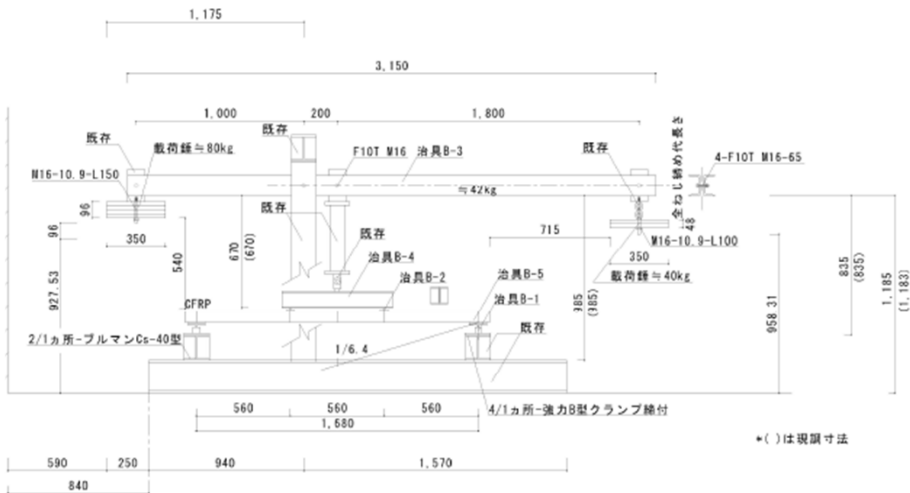 1,175
3,150
1,000
200
1,800
既存
既存
載荷錘≒80kg
F10T M16
治具B-3
既存
全ねじ納め代長さ
4-F10T M16-65
M16-10.9-L150
≒42kg
96
96
350
既存
670
(670)
540
既存
治具B-4
治具B-2
715
48
M16-10.9-L100
350
載荷錘≒40kg
835
(835)
1,185
(1,183)
927.53
CFRP
治具B-5
治具B-1
既存
985
(985)
958.31
2/1ヵ所-ブルマンCs-40型
1/6.4
560
560
560
4/1ヵ所-強力B型クランプ締付
1,680
*( )は現調寸法
590
250
940
1,570
840